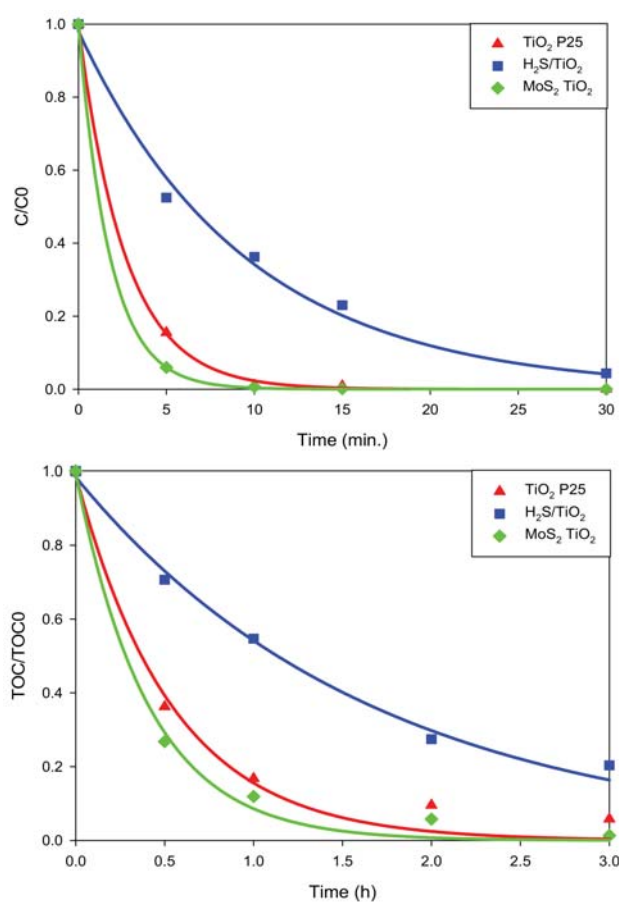 1.0
0.8
0.6
0.4
0.2
0.0
C/C0
TiO₂ P25
H₂S/TiO₂
MoS₂ TiO₂
0 5 10 15 20 25 30
Time (min.)
1.0
0.8
0.6
0.4
0.2
0.0
TOC/TOC0
TiO₂ P25
H₂S/TiO₂
MoS₂ TiO₂
0.0 0.5 1.0 1.5 2.0 2.5 3.0
Time (h)